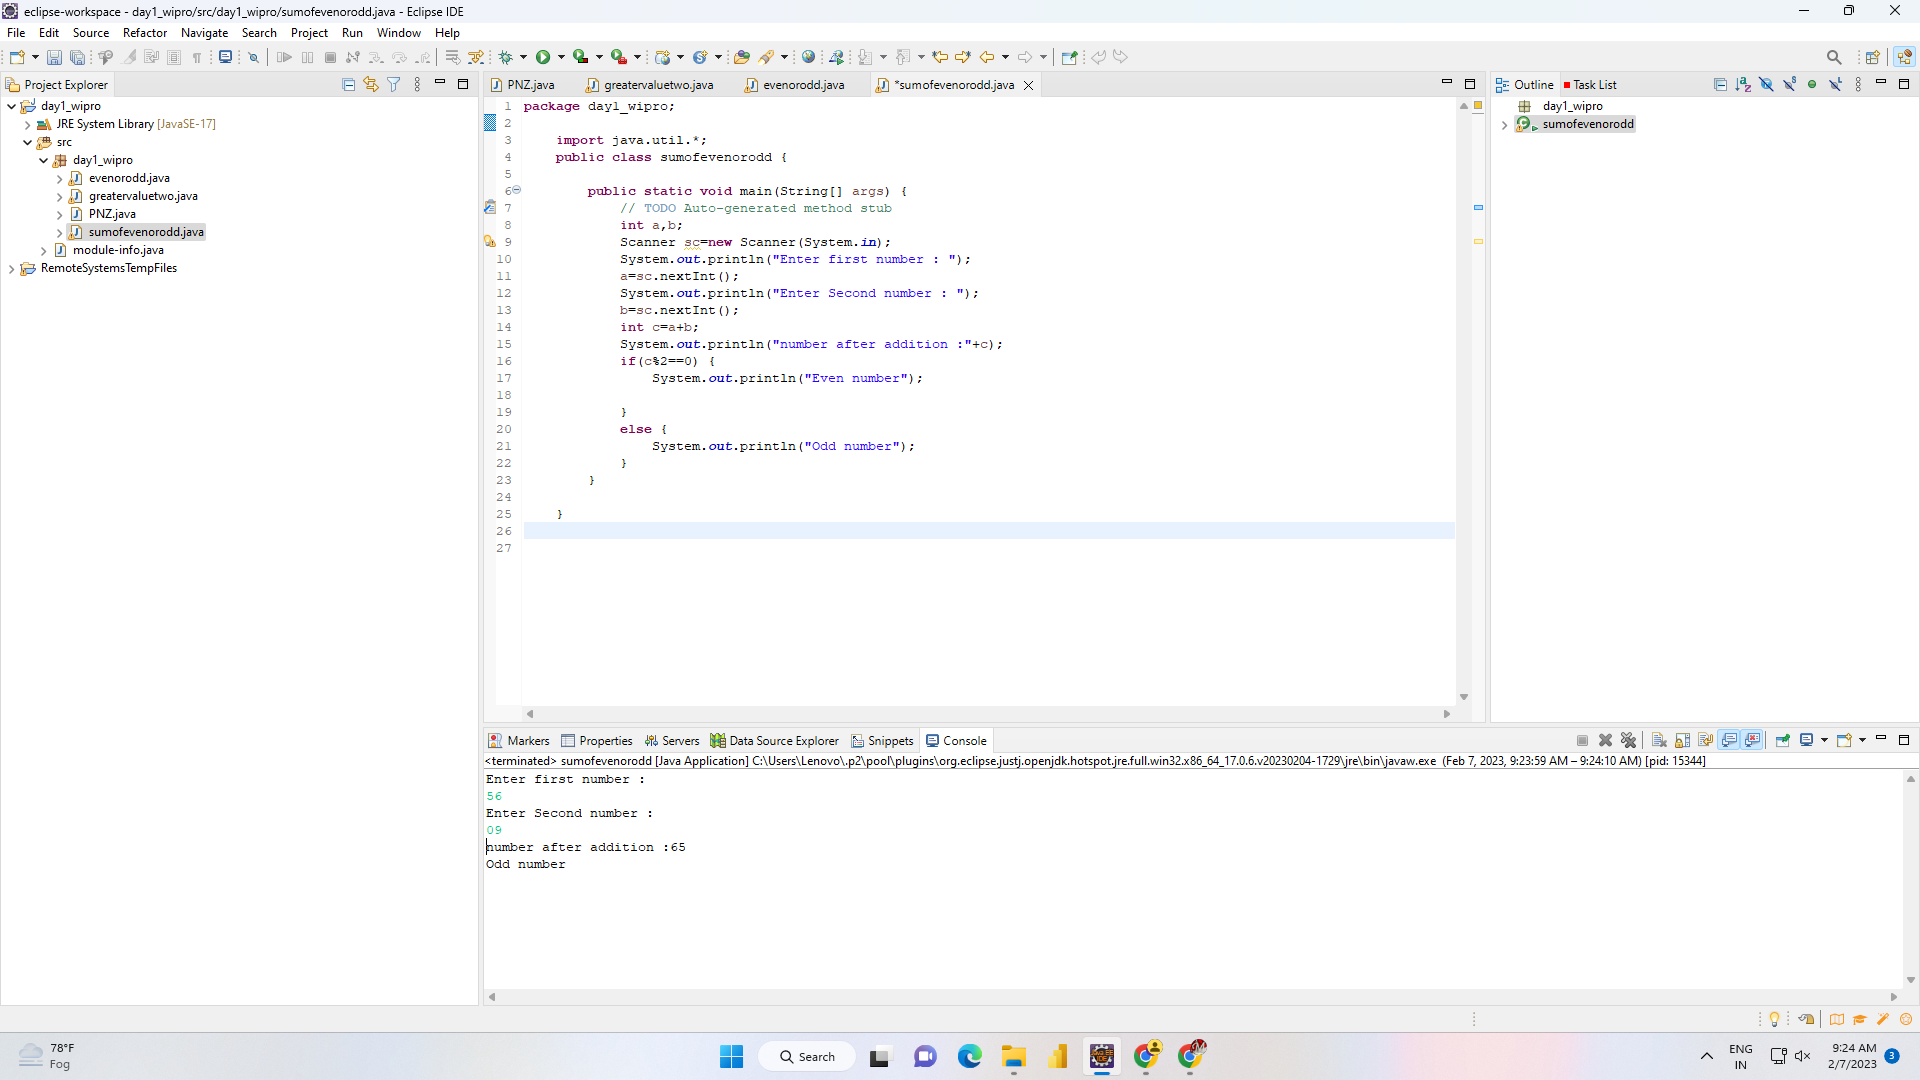 eclipse-workspace - day1_wipro/src/day1_wipro/sumofevenorodd.java - Eclipse IDE
File Edit Source Refactor Navigate Search Project Run Window Help
Project Explorer
day1_wipro
JRE System Library [JavaSE-17]
src
day1_wipro
evenorodd.java
greatervaluetwo.java
PNZ.java
sumofevenorodd.java
module-info.java
RemoteSystemsTempFiles
PNZ.java greatervaluetwo.java evenorodd.java *sumofevenorodd.java
1 package day1_wipro;
2
3 import java.util.*;
4 public class sumofevenorodd {
5
6 public static void main(String[] args) {
7 // TODO Auto-generated method stub
8 int a,b;
9 Scanner sc=new Scanner(System.in);
10 System.out.println("Enter first number : ");
11 a=sc.nextInt();
12 System.out.println("Enter Second number : ");
13 b=sc.nextInt();
14 int c=a+b;
15 System.out.println("number after addition :"+c);
16 if(c%2==0) {
17 System.out.println("Even number");
18
19 }
20 else {
21 System.out.println("Odd number");
22 }
23 }
24
25 }
26
27
Outline Task List
day1_wipro
sumofevenorodd
Markers Properties Servers Data Source Explorer Snippets Console
<terminated> sumofevenorodd [Java Application] C:\Users\Lenovo\.p2\pool\plugins\org.eclipse.justj.openjdk.hotspot.jre.full.win32.x86_64_17.0.6.v20230204-1729\jre\bin\javaw.exe (Feb 7, 2023, 9:23:59 AM – 9:24:10 AM) [pid: 15344]
Enter first number :
56
Enter Second number :
09
number after addition :65
Odd number
78°F
Fog
Search
ENG
IN
9:24 AM
2/7/2023
3